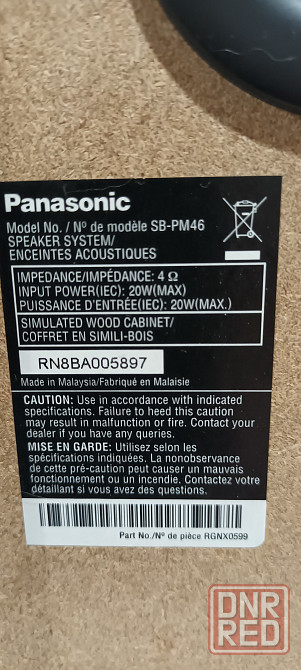 Panasonic
Model No. / Nº de modèle SB-PM46
SPEAKER SYSTEM/
ENCEINTES ACOUSTIQUES
IMPEDANCE/IMPÉDANCE: 4 Ω
INPUT POWER(IEC): 20W(MAX.)
PUISSANCE D'ENTRÉE(IEC): 20W(MAX.)
SIMULATED WOOD CABINET/
COFFRET EN SIMILI-BOIS
RN8BA005897
Made in Malaysia/Fabriqué en Malaisie
CAUTION: Use in accordance with indicated
specifications. Failure to heed this caution
may result in malfunction or fire. Contact your
dealer if you have any queries.
MISE EN GARDE: Utilisez selon les
spécifications indiquées. La nonobservance
de cette pré-caution peut causer un mauvais
fonctionnement ou un incendie. Contactez votre
détaillant si vous avez des questions.
Part No./Nº de pièce RGNX0599
DNR
RED